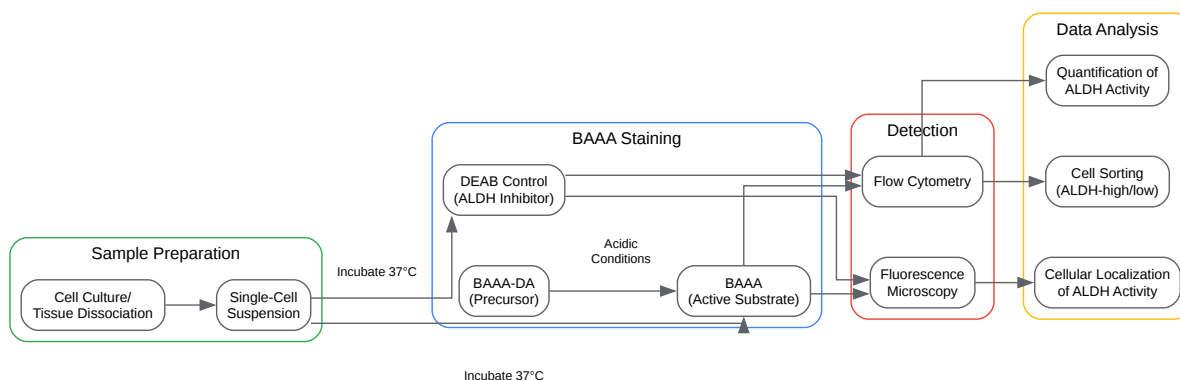 Sample Preparation
Cell Culture/
Tissue Dissociation
Single-Cell
Suspension
Incubate 37°C
Incubate 37°C
BAAA Staining
DEAB Control
(ALDH Inhibitor)
BAAA-DA
(Precursor)
Acidic
Conditions
BAAA
(Active Substrate)
Detection
Flow Cytometry
Fluorescence
Microscopy
Data Analysis
Quantification of
ALDH Activity
Cell Sorting
(ALDH-high/low)
Cellular Localization
of ALDH Activity